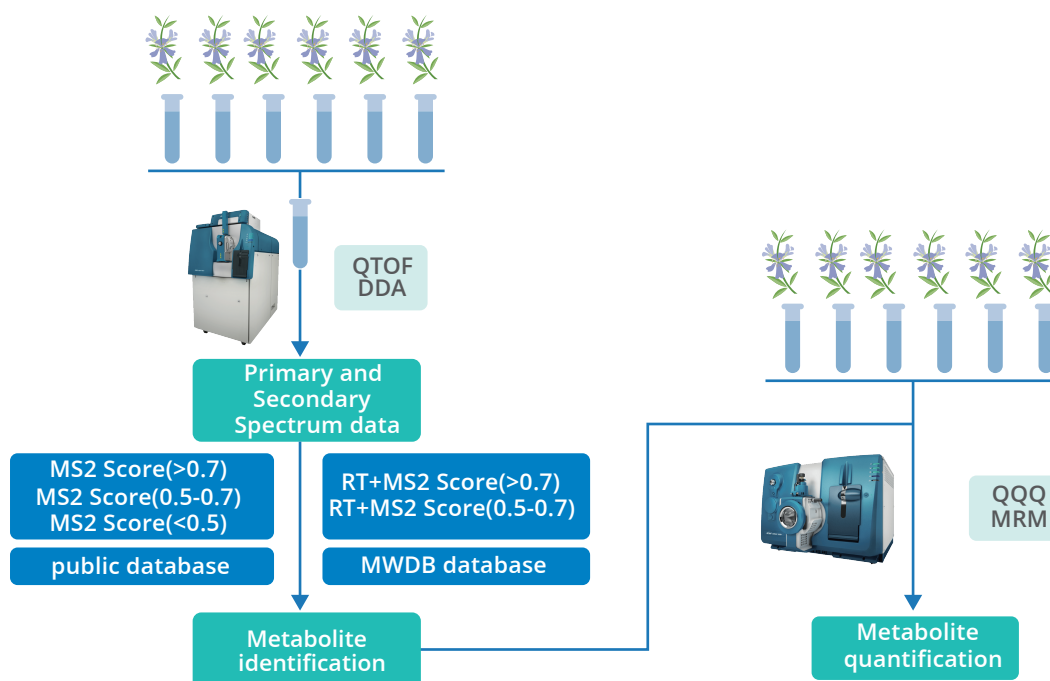 QTOF
DDA
Primary and
Secondary
Spectrum data
MS2 Score(>0.7)
MS2 Score(0.5-0.7)
MS2 Score(<0.5)
RT+MS2 Score(>0.7)
RT+MS2 Score(0.5-0.7)
public database
MWDB database
Metabolite
identification
QQQ
MRM
Metabolite
quantification